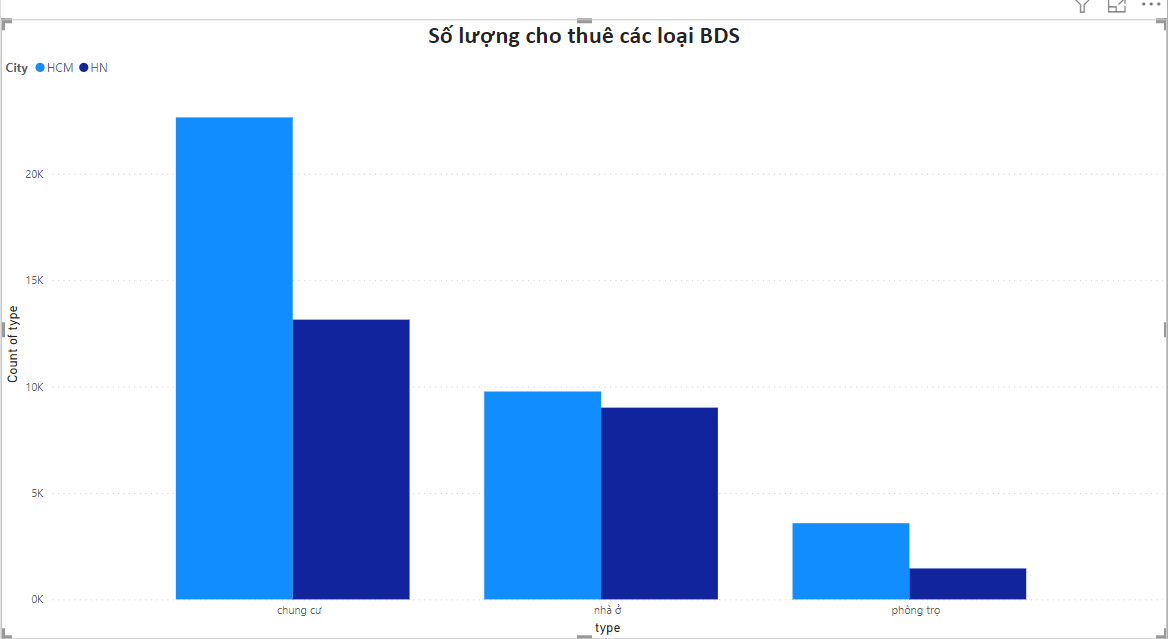 Số lượng cho thuê các loại BDS
City HCM HN
20K
15K
10K
5K
0K
Count of type
chung cư nhà ở phòng trọ
type